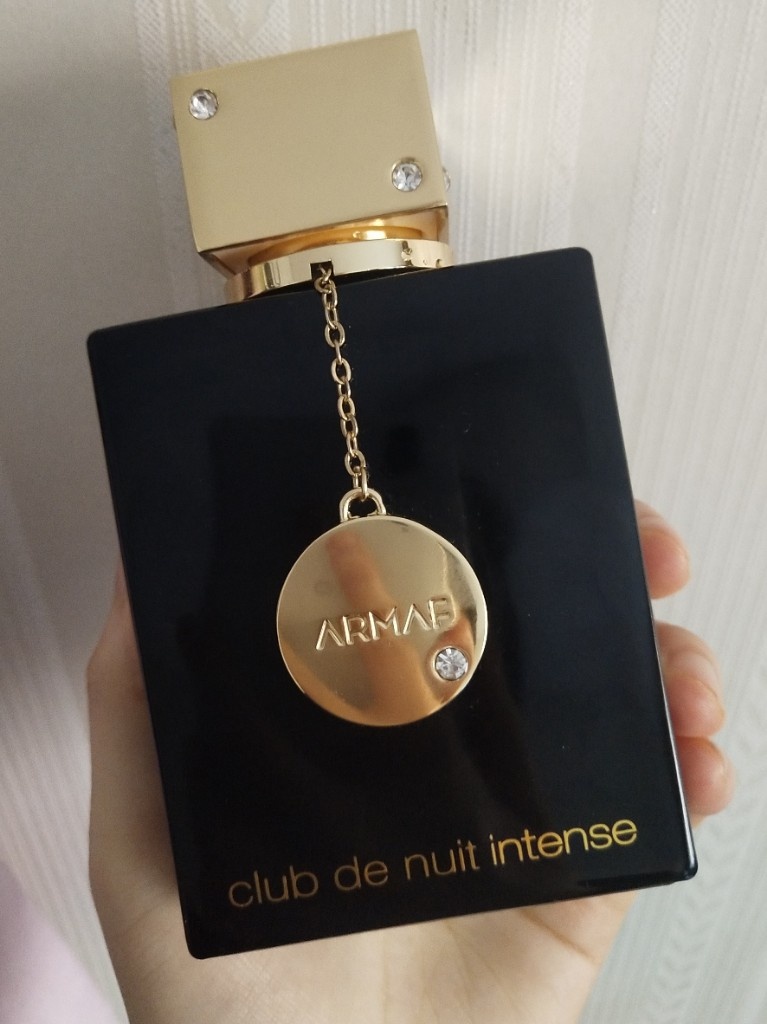 ARMAF
club de nuit intense